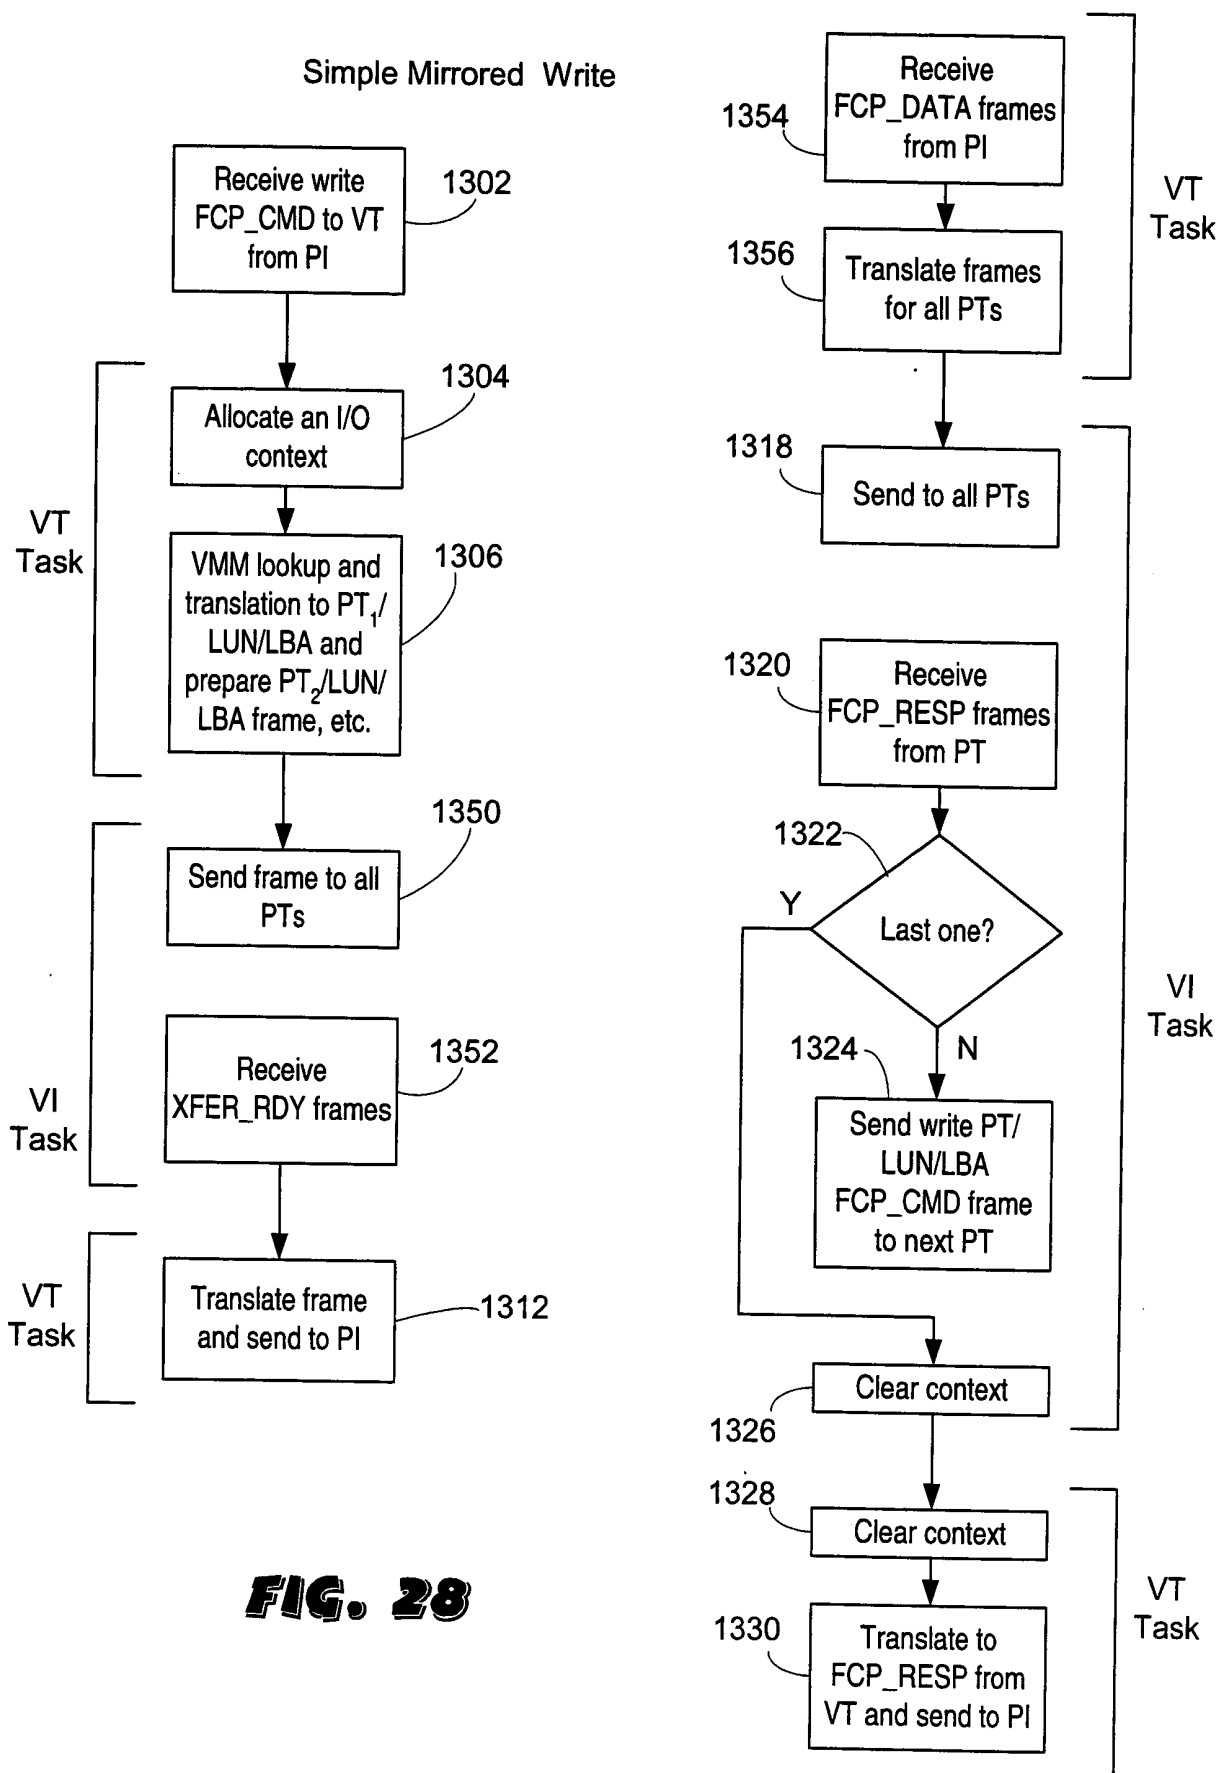 Simple Mirrored Write
Receive write
FCP_CMD to VT
from PI
1302
1304
Allocate an I/O
context
VT
Task
VMM lookup and
translation to PT1/
LUN/LBA and
prepare PT2/LUN/
LBA frame, etc.
1306
1350
Send frame to all
PTs
1352
Receive
XFER_RDY frames
VI
Task
VT
Task
Translate frame
and send to PI
1312
FIG. 28
Receive
FCP_DATA frames
from PI
1354
VT
Task
1356
Translate frames
for all PTs
1318
Send to all PTs
1320
Receive
FCP_RESP frames
from PT
1322
Y
Last one?
N
VI
Task
1324
Send write PT/
LUN/LBA
FCP_CMD frame
to next PT
Clear context
1326
1328
Clear context
VT
Task
1330
Translate to
FCP_RESP from
VT and send to PI